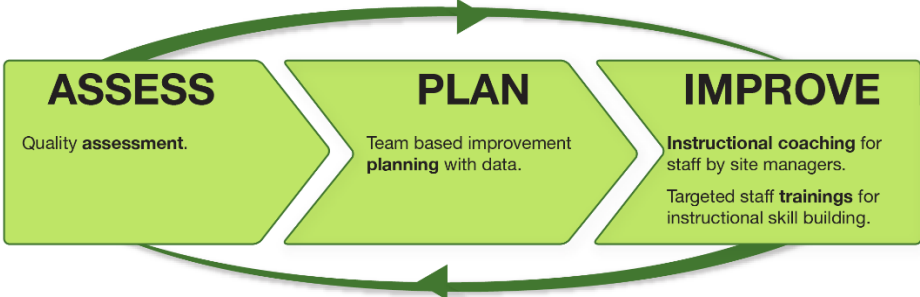 ASSESS
Quality assessment.
PLAN
Team based improvement
planning with data.
IMPROVE
Instructional coaching for
staff by site managers.
Targeted staff trainings for
instructional skill building.